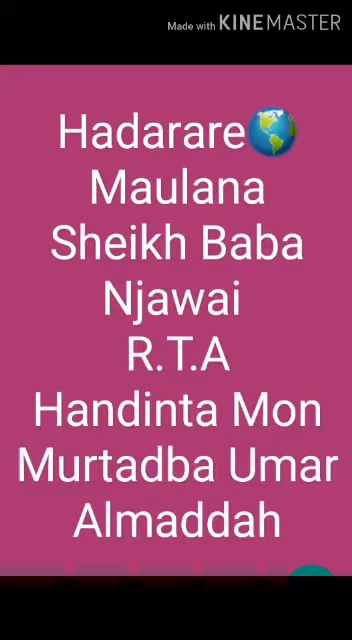 Made with KINEMASTER
Hadarare🌎
Maulana
Sheikh Baba
Njawai
R.T.A
Handinta Mon
Murtadba Umar
Almaddah